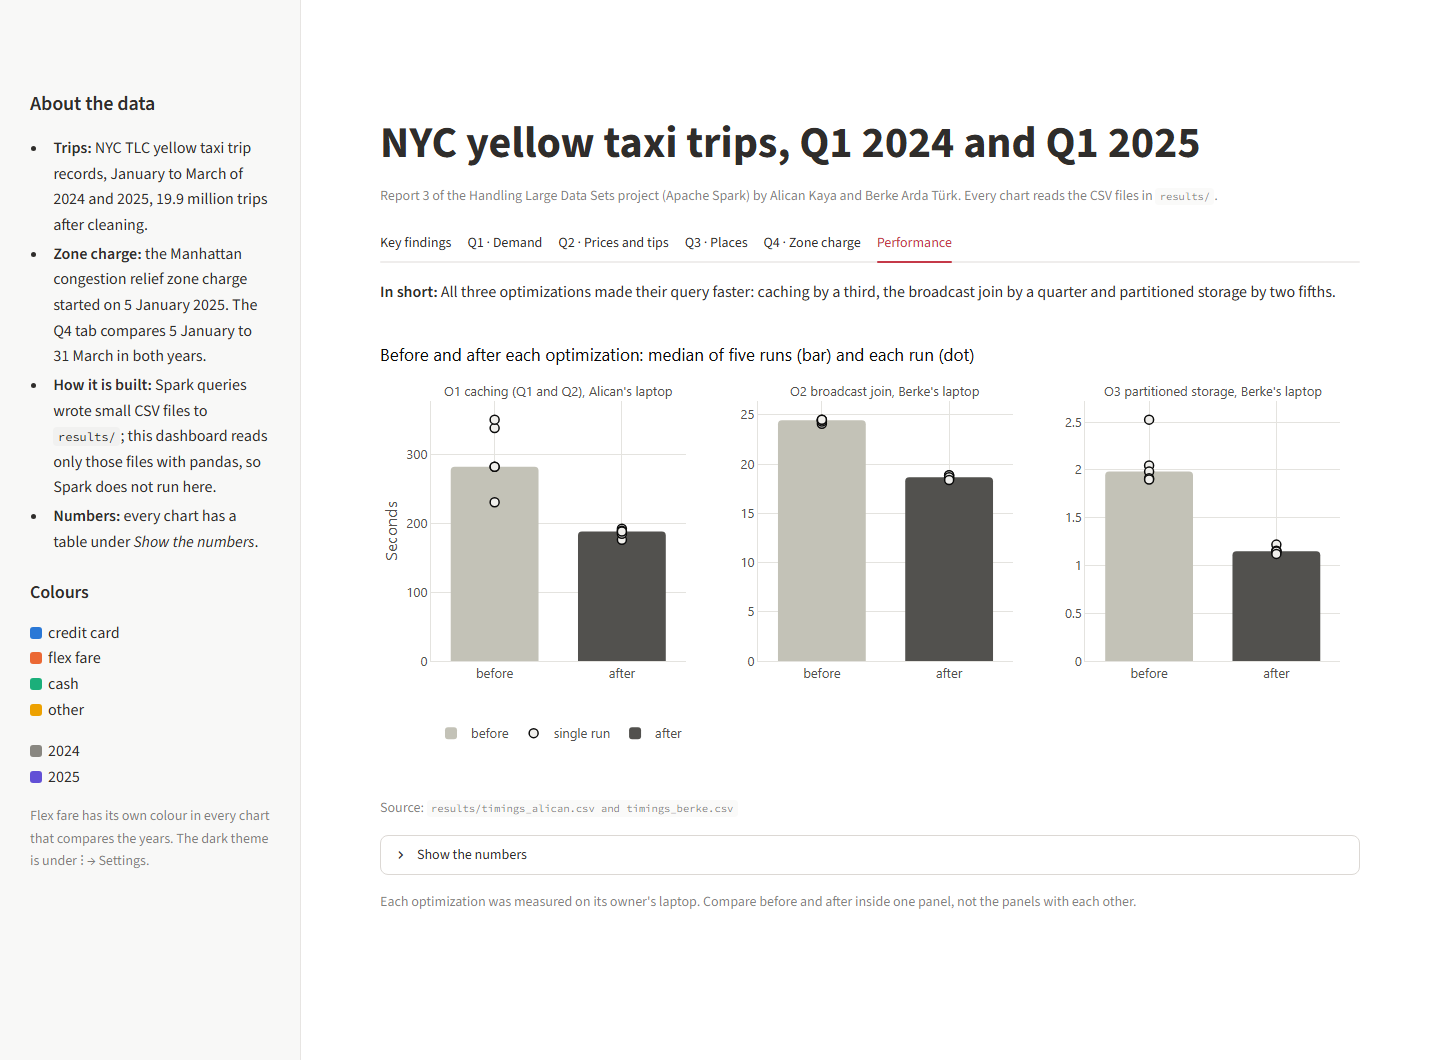 About the data
• Trips: NYC TLC yellow taxi trip
records, January to March of
2024 and 2025, 19.9 million trips
after cleaning.
• Zone charge: the Manhattan
congestion relief zone charge
started on 5 January 2025. The
Q4 tab compares 5 January to
31 March in both years.
• How it is built: Spark queries
wrote small CSV files to
results/ ; this dashboard reads
only those files with pandas, so
Spark does not run here.
• Numbers: every chart has a
table under Show the numbers.
Colours
credit card
flex fare
cash
other
2024
2025
Flex fare has its own colour in every chart
that compares the years. The dark theme
is under ⋮ → Settings.
NYC yellow taxi trips, Q1 2024 and Q1 2025
Report 3 of the Handling Large Data Sets project (Apache Spark) by Alican Kaya and Berke Arda Türk. Every chart reads the CSV files in results/ .
Key findings Q1 · Demand Q2 · Prices and tips Q3 · Places Q4 · Zone charge Performance
In short: All three optimizations made their query faster: caching by a third, the broadcast join by a quarter and partitioned storage by two fifths.
Before and after each optimization: median of five runs (bar) and each run (dot)
O1 caching (Q1 and Q2), Alican's laptop
Seconds
300
200
100
0
before after
O2 broadcast join, Berke's laptop
25
20
15
10
5
0
before after
O3 partitioned storage, Berke's laptop
2.5
2
1.5
1
0.5
0
before after
before single run after
Source: results/timings_alican.csv and timings_berke.csv
Show the numbers
Each optimization was measured on its owner's laptop. Compare before and after inside one panel, not the panels with each other.